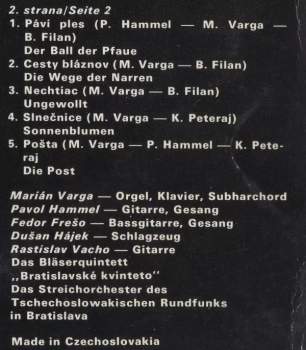 2. strana/Seite 2
1. Páví ples (P. Hammel — M. Varga —
B. Filan)
Der Ball der Pfaue
2. Cesty bláznov (M. Varga — B. Filan)
Die Wege der Narren
3. Nechtiac (M. Varga — B. Filan)
Ungewollt
4. Slnečnice (M. Varga — K. Peteraj)
Sonnenblumen
5. Pošta (M. Varga — P. Hammel — K. Pete-
raj)
Die Post
Marián Varga — Orgel, Klavier, Subharchord
Pavol Hammel — Gitarre, Gesang
Fedor Frešo — Bassgitarre, Gesang
Dušan Hájek — Schlagzeug
Rastislav Vacho — Gitarre
Das Bläserquintett
„Bratislavské kvinteto"
Das Streichorchester des
Tschechoslowakischen Rundfunks
in Bratislava
Made in Czechoslovakia